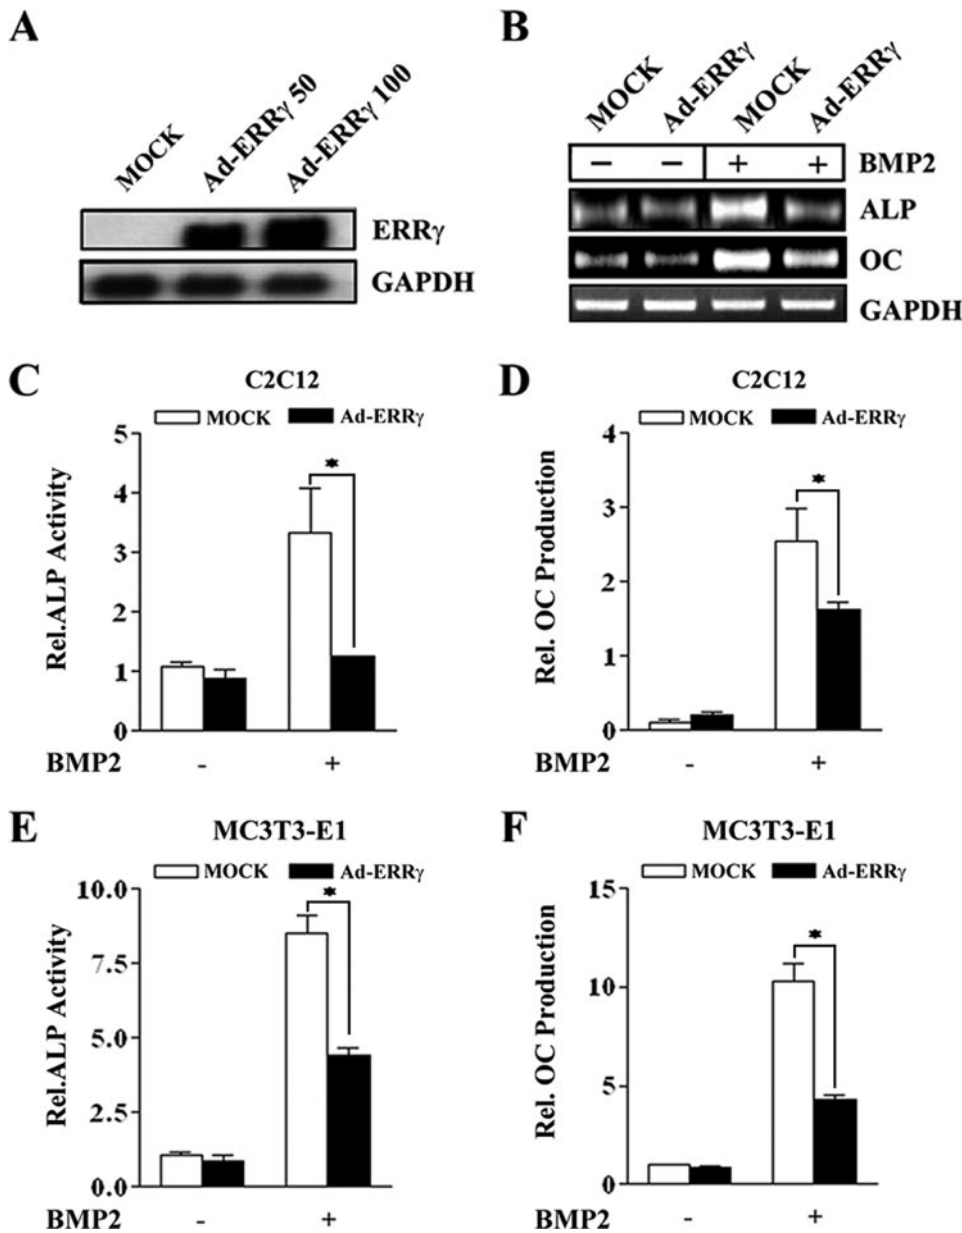 A
MOCK
Ad-ERRγ 50
Ad-ERRγ 100
ERRγ
GAPDH
B
MOCK
Ad-ERRγ
MOCK
Ad-ERRγ
− − + + BMP2
ALP
OC
GAPDH
C
C2C12
MOCK Ad-ERRγ
Rel.ALP Activity
5
4
3
2
1
0
*
BMP2 - +
D
C2C12
MOCK Ad-ERRγ
Rel. OC Production
4
3
2
1
0
*
BMP2 - +
E
MC3T3-E1
MOCK Ad-ERRγ
Rel.ALP Activity
10.0
7.5
5.0
2.5
0.0
*
BMP2 - +
F
MC3T3-E1
MOCK Ad-ERRγ
Rel. OC Production
15
10
5
0
*
BMP2 - +